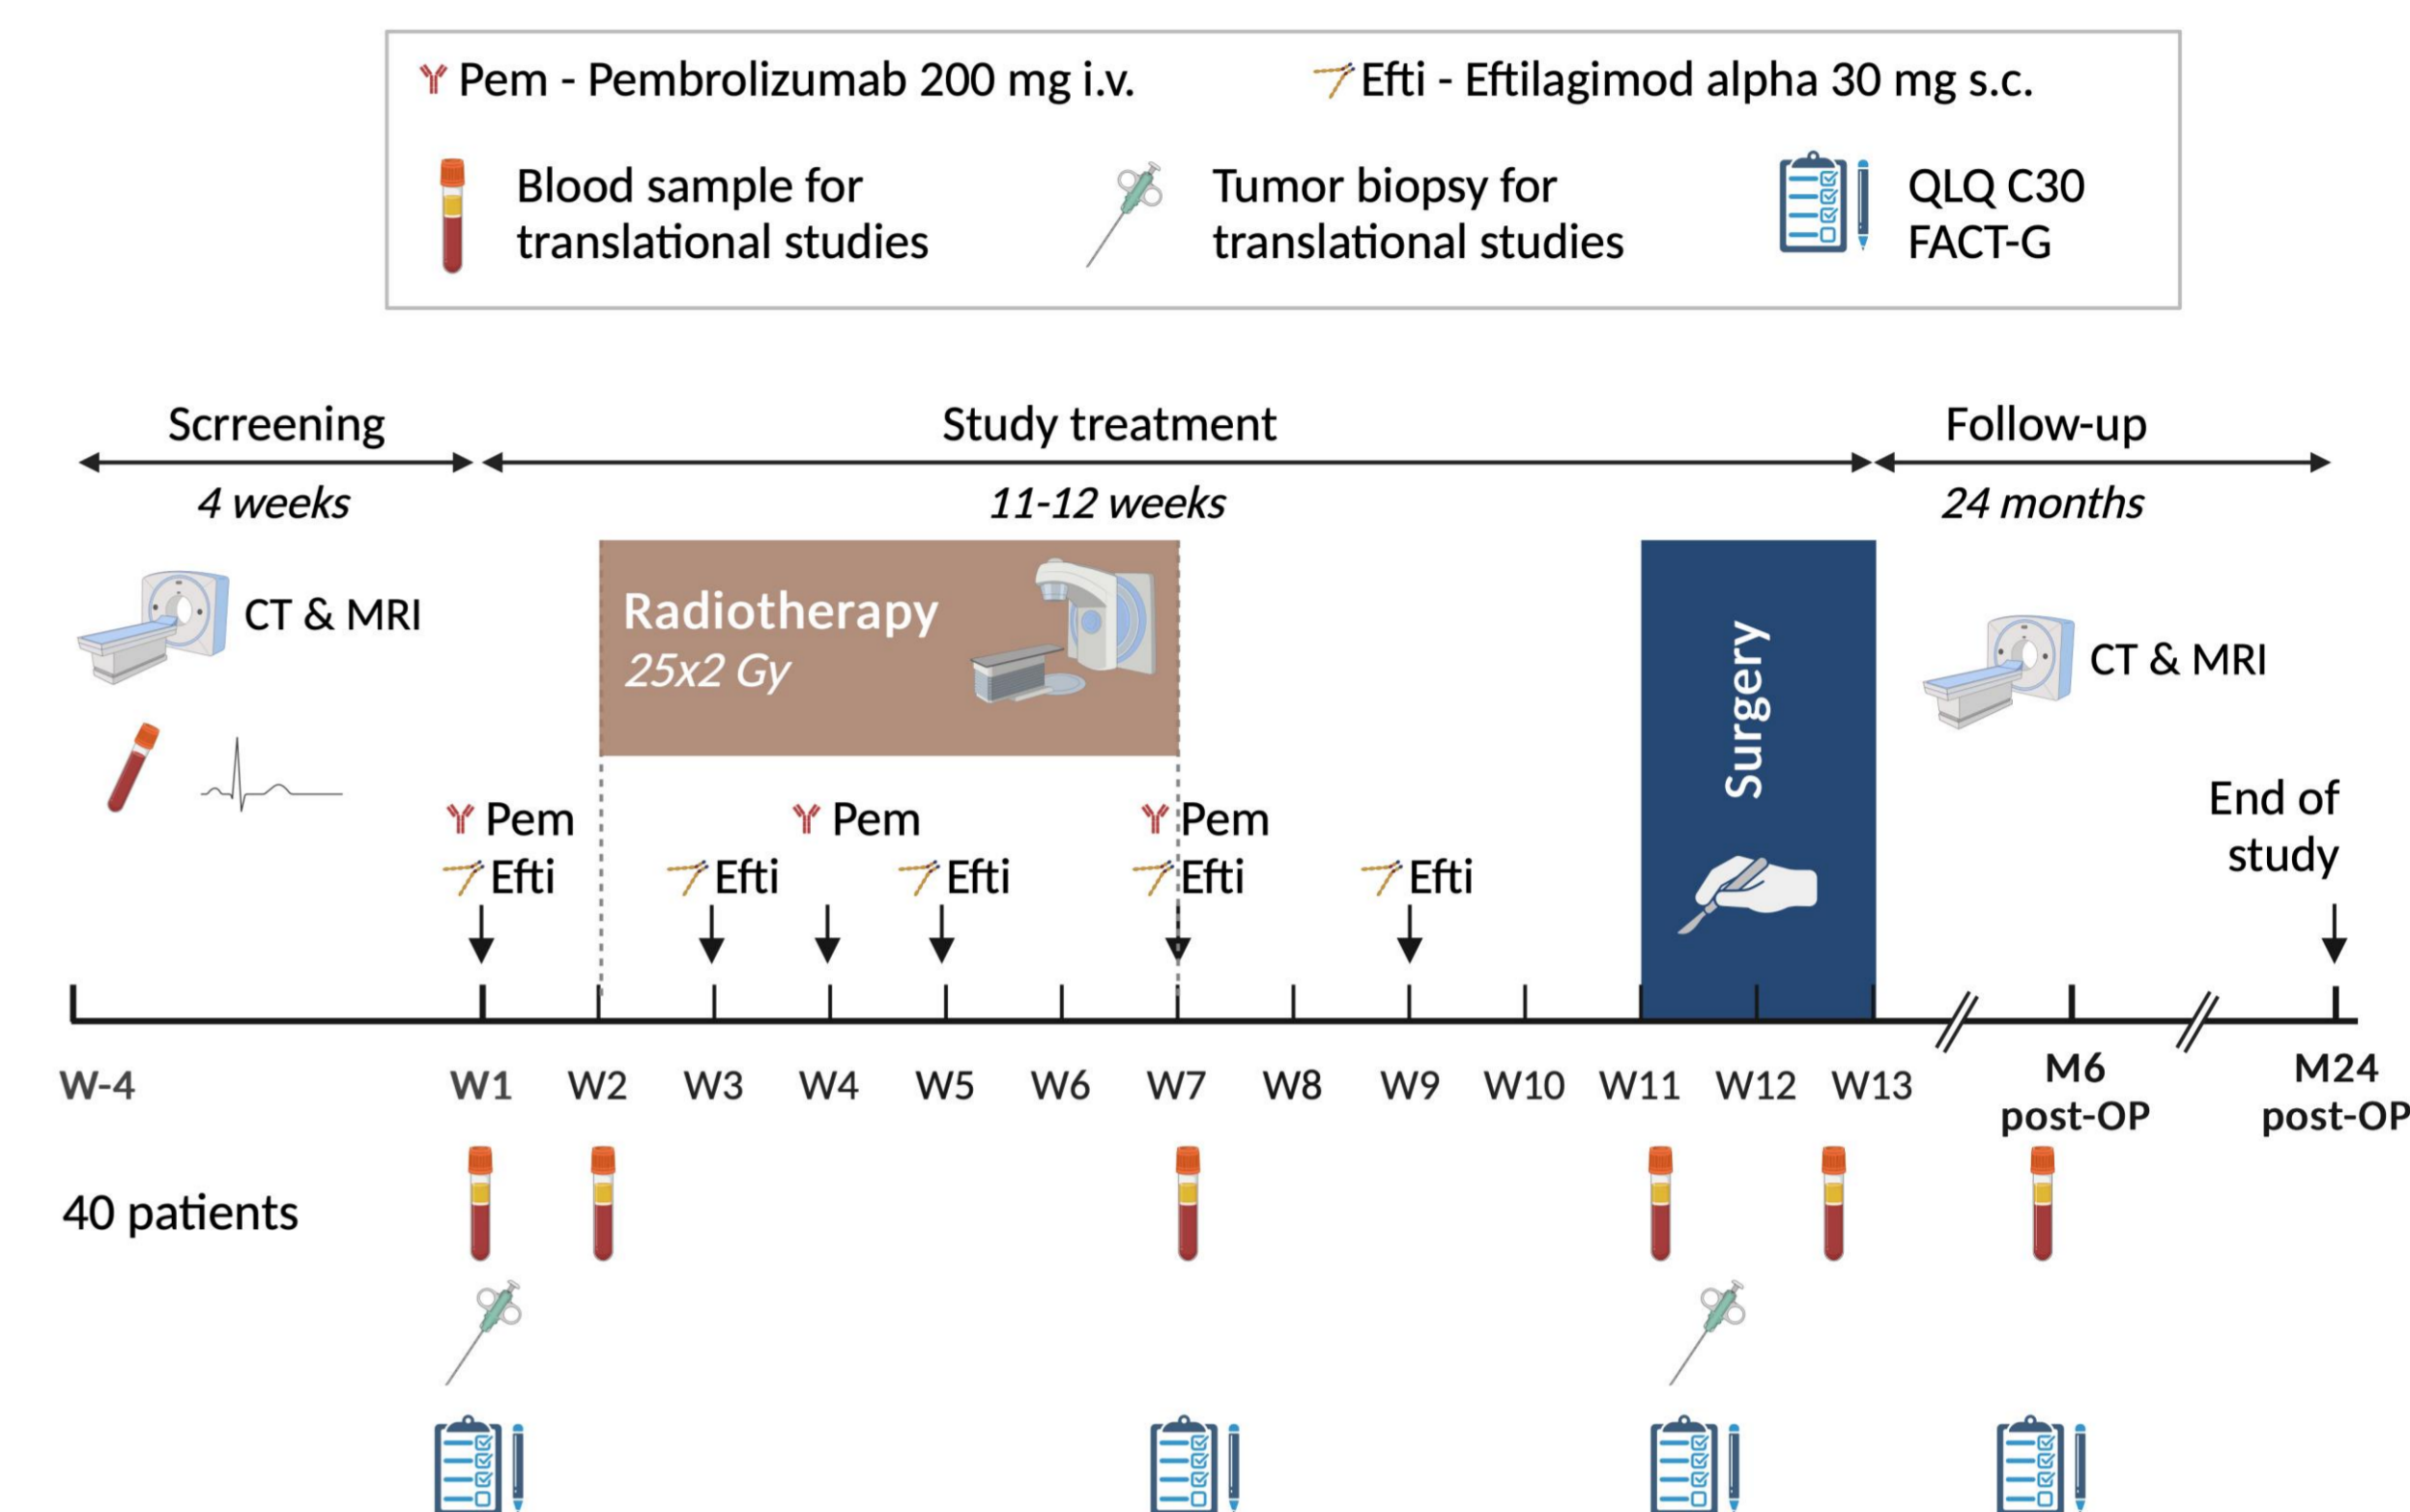 Pem - Pembrolizumab 200 mg i.v.
Efti - Eftilagimod alpha 30 mg s.c.
Blood sample for
translational studies
Tumor biopsy for
translational studies
QLQ C30
FACT-G
Scrreening
Study treatment
Follow-up
4 weeks
11-12 weeks
24 months
CT & MRI
Radiotherapy
25x2 Gy
Surgery
CT & MRI
End of
study
Pem
Pem
Pem
Efti
Efti
Efti
Efti
Efti
W-4
W1
W2
W3
W4
W5
W6
W7
W8
W9
W10
W11
W12
W13
M6
post-OP
M24
post-OP
40 patients